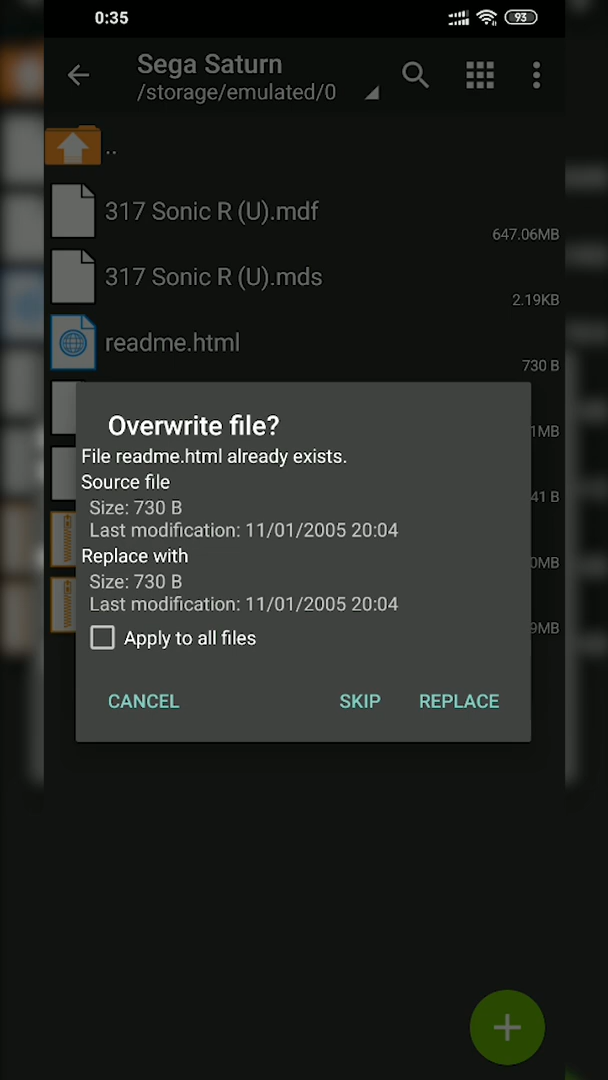 0:35
93
Sega Saturn
/storage/emulated/0
..
317 Sonic R (U).mdf
647.06MB
317 Sonic R (U).mds
2.19KB
readme.html
730 B
Overwrite file?
File readme.html already exists.
Source file
Size: 730 B
Last modification: 11/01/2005 20:04
Replace with
Size: 730 B
Last modification: 11/01/2005 20:04
Apply to all files
CANCEL
SKIP
REPLACE